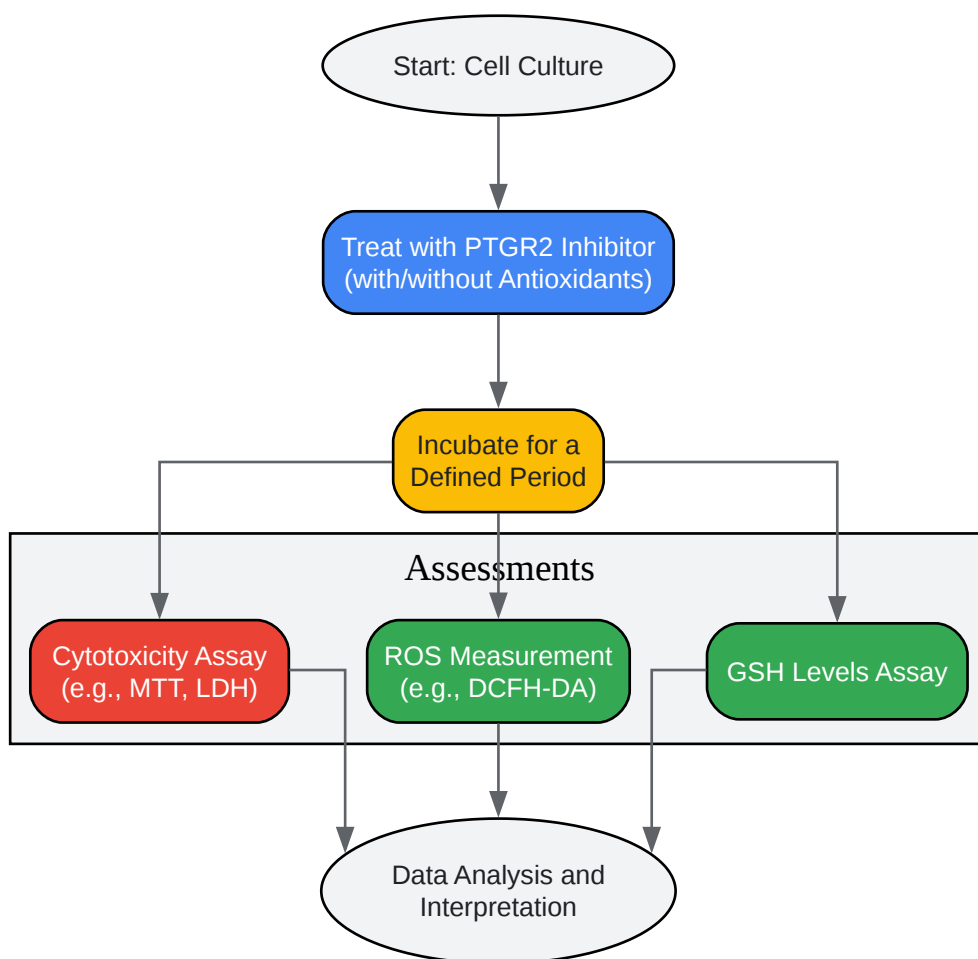 Start: Cell Culture
Treat with PTGR2 Inhibitor
(with/without Antioxidants)
Incubate for a
Defined Period
Assessments
Cytotoxicity Assay
(e.g., MTT, LDH)
ROS Measurement
(e.g., DCFH-DA)
GSH Levels Assay
Data Analysis and
Interpretation